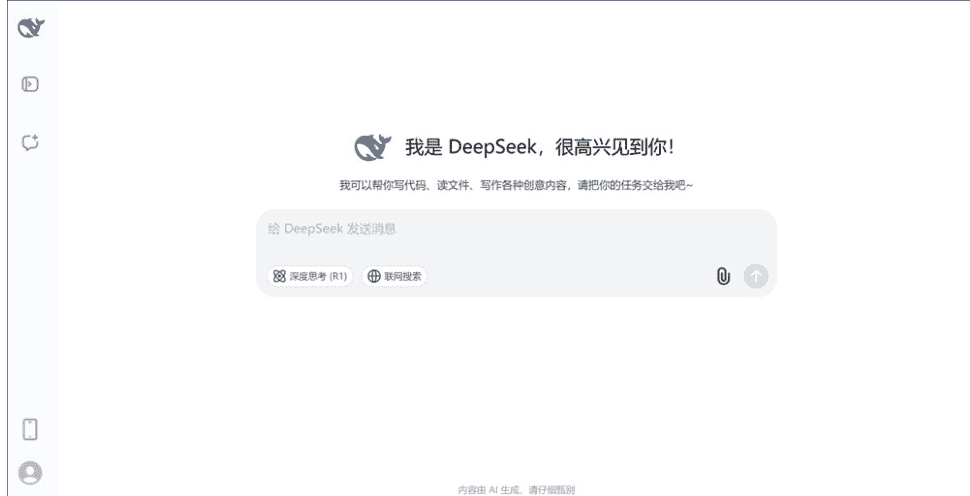 我是 DeepSeek，很高兴见到你！
我可以帮你写代码、读文件、写作各种创意内容，请把你的任务交给我吧~
给 DeepSeek 发送消息
深度思考 (R1) 联网搜索
内容由 AI 生成，请仔细甄别